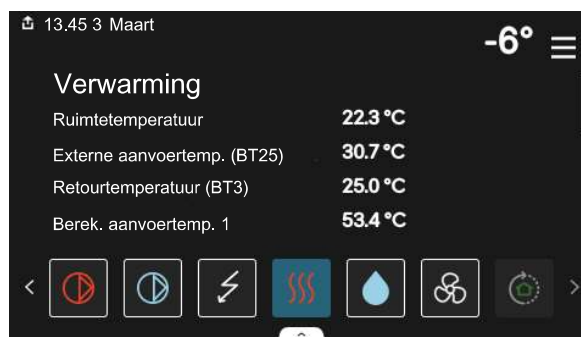 13.45 3 Maart
-6°
Verwarming
Ruimtetemperatuur 22.3 °C
Externe aanvoertemp. (BT25) 30.7 °C
Retourtemperatuur (BT3) 25.0 °C
Berek. aanvoertemp. 1 53.4 °C